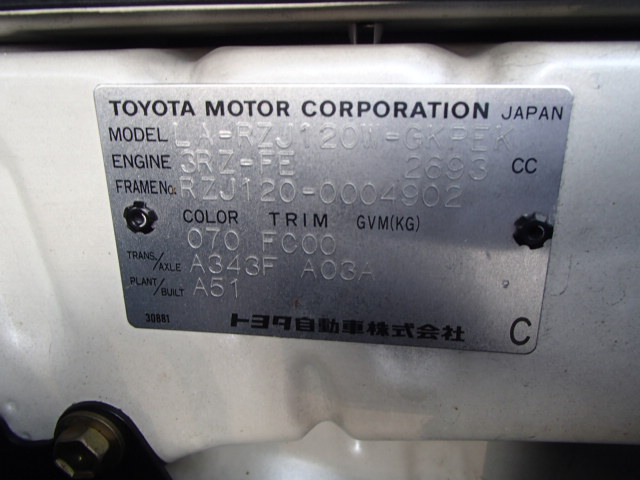 TOYOTA MOTOR CORPORATION JAPAN
MODEL LA-RZJ120W-GKPEK
ENGINE 3RZ-FE 2693 CC
FRAME No. RZJ120-0004902
COLOR TRIM GVM(KG)
070 FC00
TRANS./AXLE A343F A03A
PLANT/BUILT A51
30881 トヨタ自動車株式会社 C